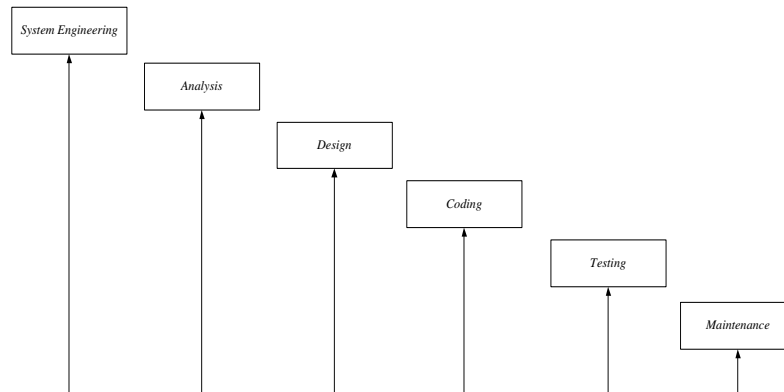 System Engineering
Analysis
Design
Coding
Testing
Maintenance